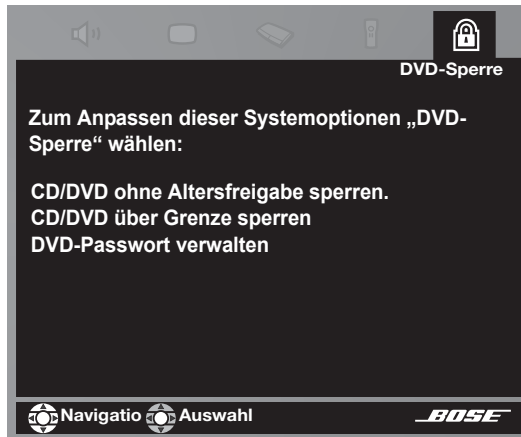 DVD-Sperre
Zum Anpassen dieser Systemoptionen „DVD-
Sperre“ wählen:
CD/DVD ohne Altersfreigabe sperren.
CD/DVD über Grenze sperren
DVD-Passwort verwalten
Navigatio Auswahl BOSE